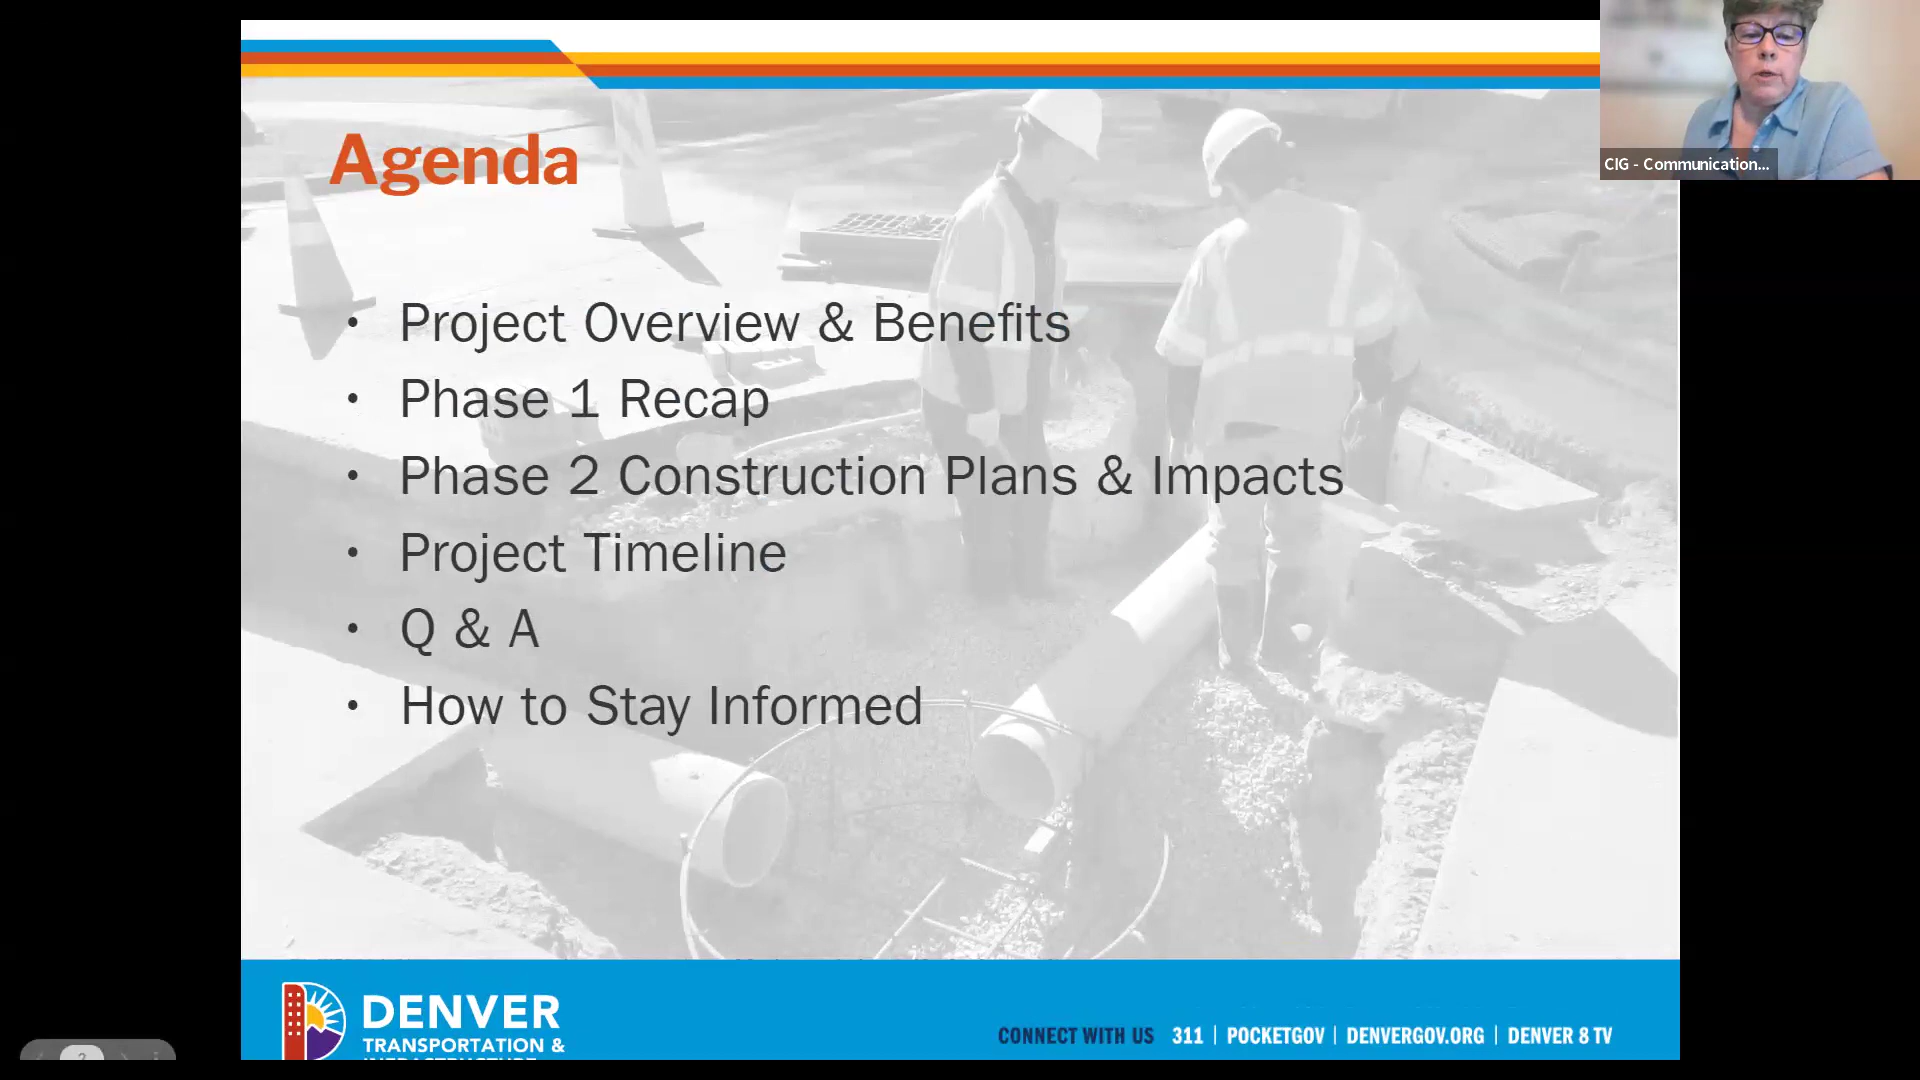 Agenda
CIG - Communication...
• Project Overview & Benefits
• Phase 1 Recap
• Phase 2 Construction Plans & Impacts
• Project Timeline
• Q & A
• How to Stay Informed
DENVER
TRANSPORTATION &
CONNECT WITH US 311 | POCKETGOV | DENVERGOV.ORG | DENVER 8 TV